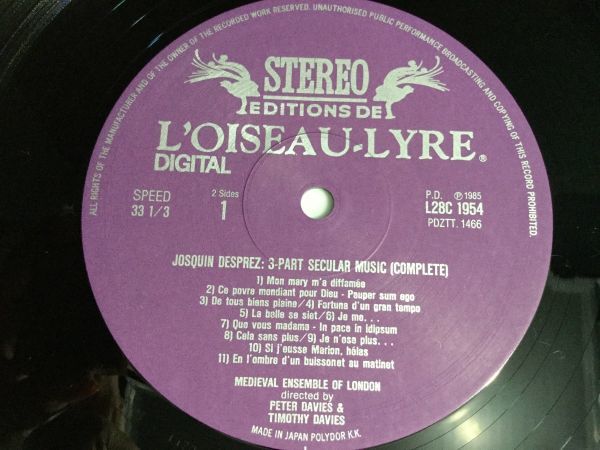 ALL RIGHTS OF THE MANUFACTURER AND OF THE OWNER OF THE RECORDED WORK RESERVED. UNAUTHORISED PUBLIC PERFORMANCE BROADCASTING AND COPYING OF THIS RECORD PROHIBITED.
STEREO
EDITIONS DE
L'OISEAU-LYRE®
DIGITAL
SPEED
33 1/3
2 Sides
1
P.D. ℗ 1985
L28C 1954
PDZTT. 1466
JOSQUIN DESPREZ: 3-PART SECULAR MUSIC (COMPLETE)
1) Mon mary m'a diffamée
2) Ce povre mendiant pour Dieu - Pauper sum ego
3) De tous biens plaine/4) Fortuna d'un gran tempo
5) La belle se siet/6) Je me...
7) Que vous madame - In pace in idipsum
8) Cela sans plus/9) Je n'ose plus...
10) Si j'eusse Marion, hélas
11) En l'ombre d'un buissonet au matinet
MEDIEVAL ENSEMBLE OF LONDON
directed by
PETER DAVIES &
TIMOTHY DAVIES
MADE IN JAPAN POLYDOR K.K.